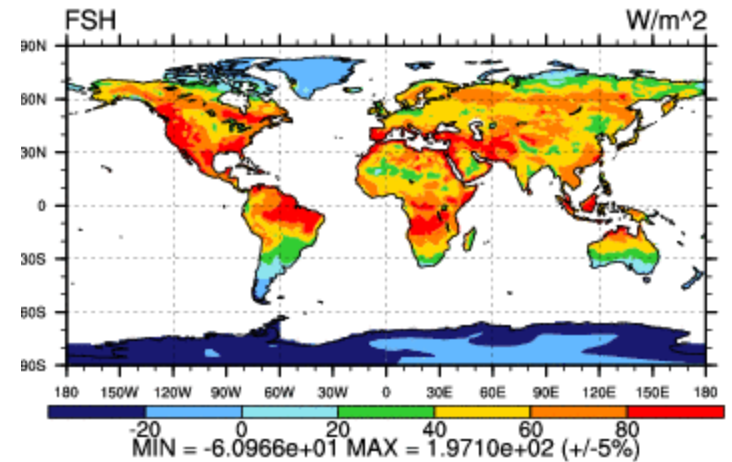 FSH W/m^2
90N
60N
30N
0
30S
60S
90S
180 150W 120W 90W 60W 30W 0 30E 60E 90E 120E 150E 180
-20 0 20 40 60 80
MIN = -6.0966e+01 MAX = 1.9710e+02 (+/-5%)